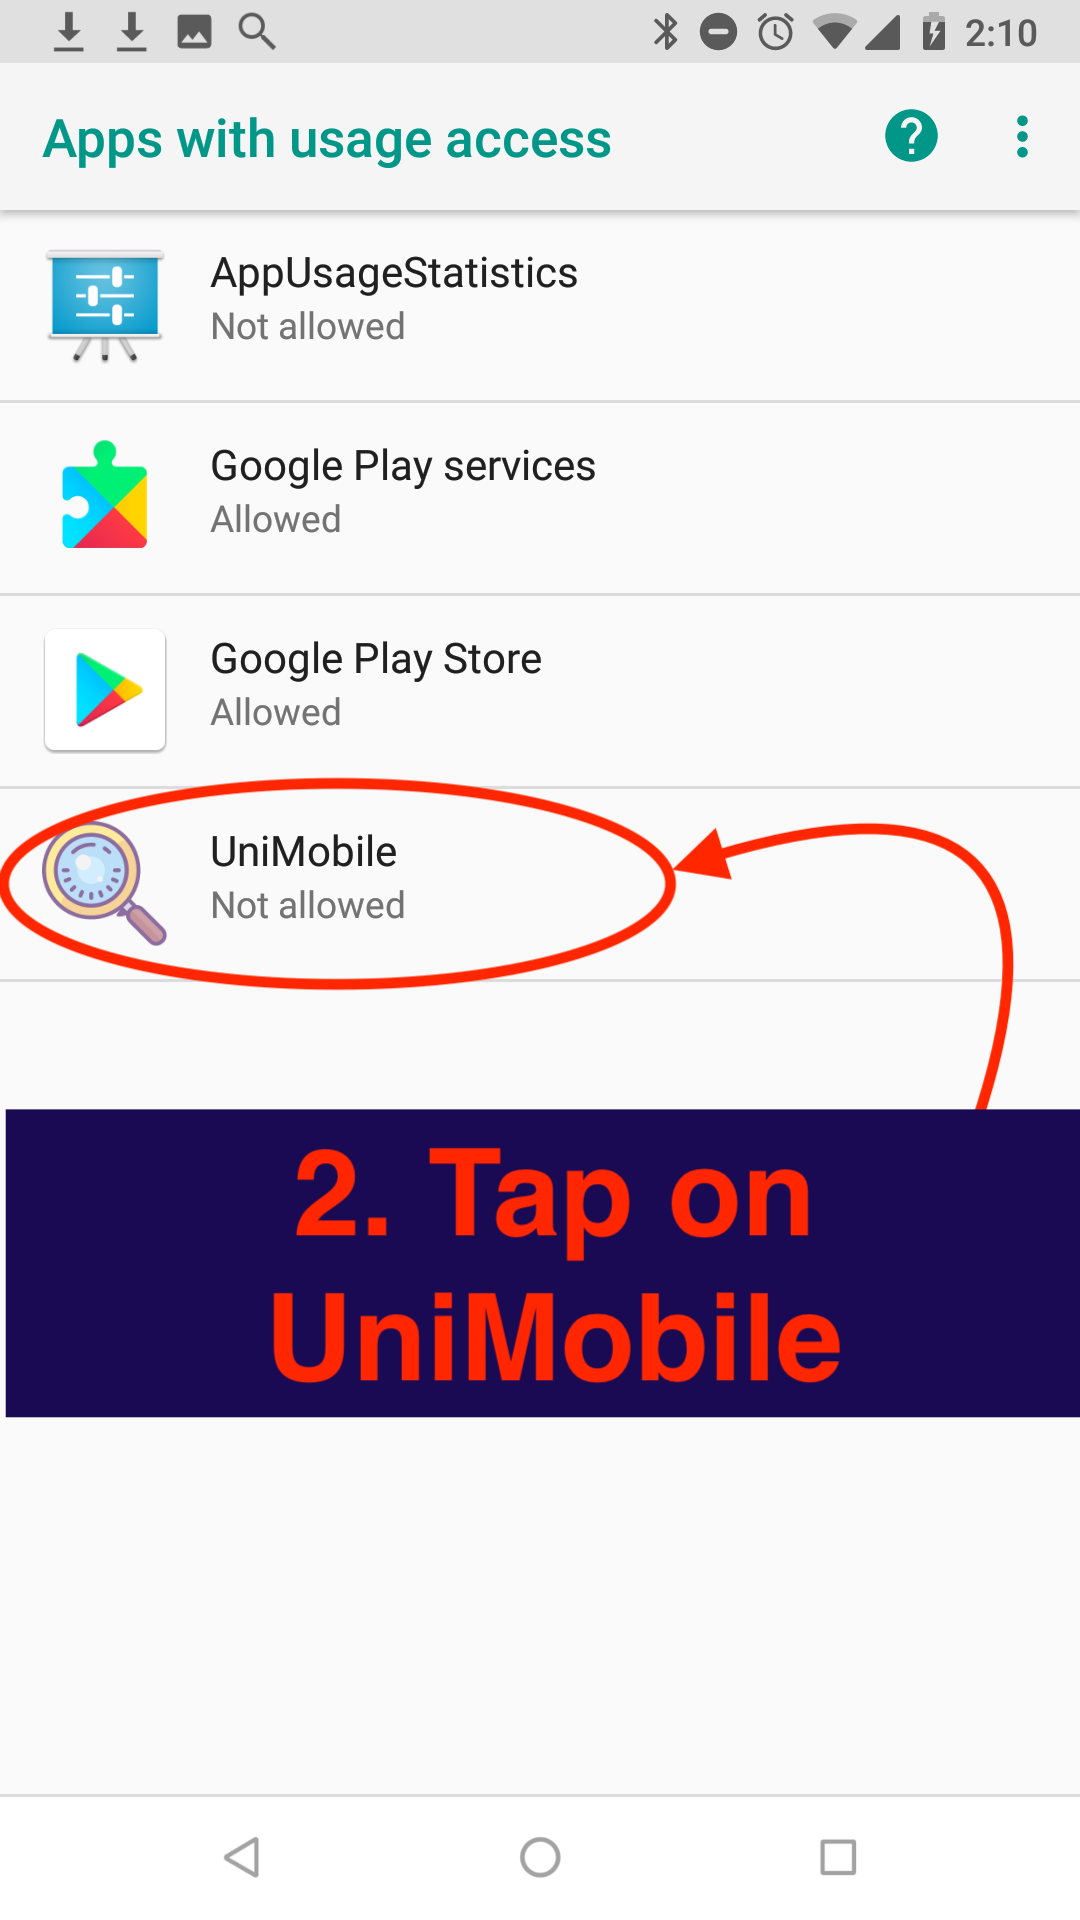 2:10
Apps with usage access
AppUsageStatistics
Not allowed
Google Play services
Allowed
Google Play Store
Allowed
UniMobile
Not allowed
2. Tap on
UniMobile